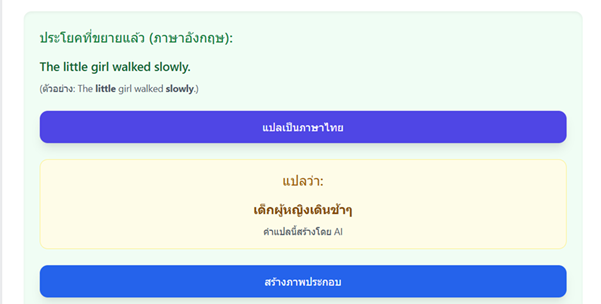 ประโยคที่ขยายแล้ว (ภาษาอังกฤษ):
The little girl walked slowly.
(ตัวอย่าง: The little girl walked slowly.)
แปลเป็นภาษาไทย
แปลว่า:
เด็กผู้หญิงเดินช้าๆ
คำแปลนี้สร้างโดย AI
สร้างภาพประกอบ